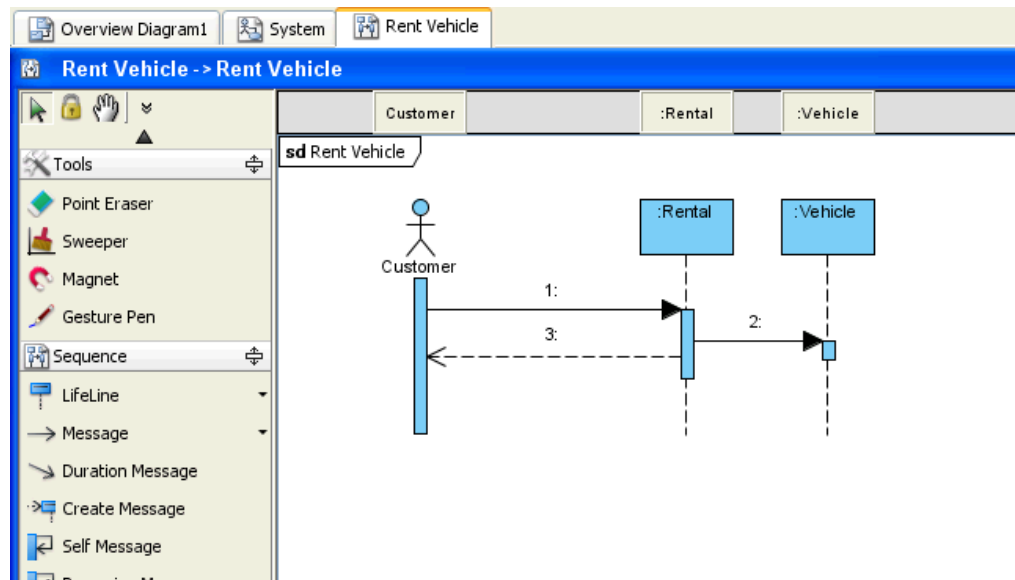 Overview Diagram1
System
Rent Vehicle
Rent Vehicle -> Rent Vehicle
Customer
:Rental
:Vehicle
Tools
Point Eraser
Sweeper
Magnet
Gesture Pen
Sequence
LifeLine
Message
Duration Message
Create Message
Self Message
sd Rent Vehicle
:Rental
:Vehicle
Customer
1:
2:
3: